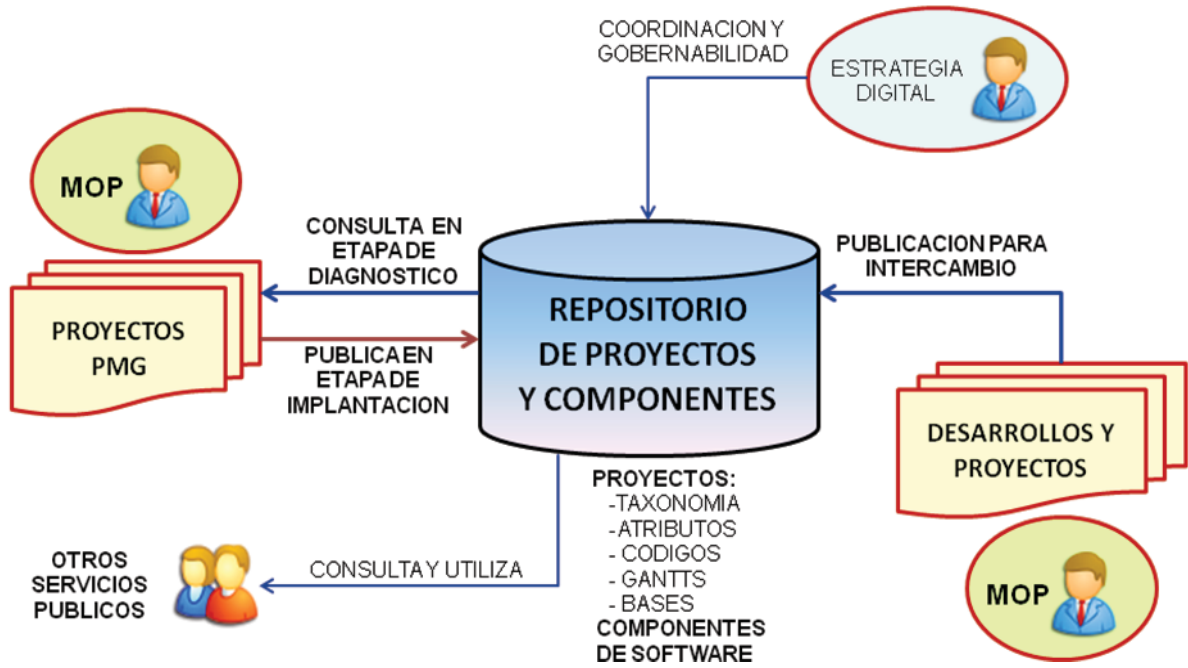 COORDINACION Y
GOBERNABILIDAD
ESTRATEGIA
DIGITAL
MOP
CONSULTA EN
ETAPA DE
DIAGNOSTICO
PUBLICACION PARA
INTERCAMBIO
PROYECTOS
PMG
PUBLICA EN
ETAPA DE
IMPLANTACION
REPOSITORIO
DE PROYECTOS
Y COMPONENTES
DESARROLLOS Y
PROYECTOS
MOP
PROYECTOS:
-TAXONOMIA
-ATRIBUTOS
- CODIGOS
- GANTTS
- BASES
COMPONENTES
DE SOFTWARE
OTROS
SERVICIOS
PUBLICOS
CONSULTA Y UTILIZA